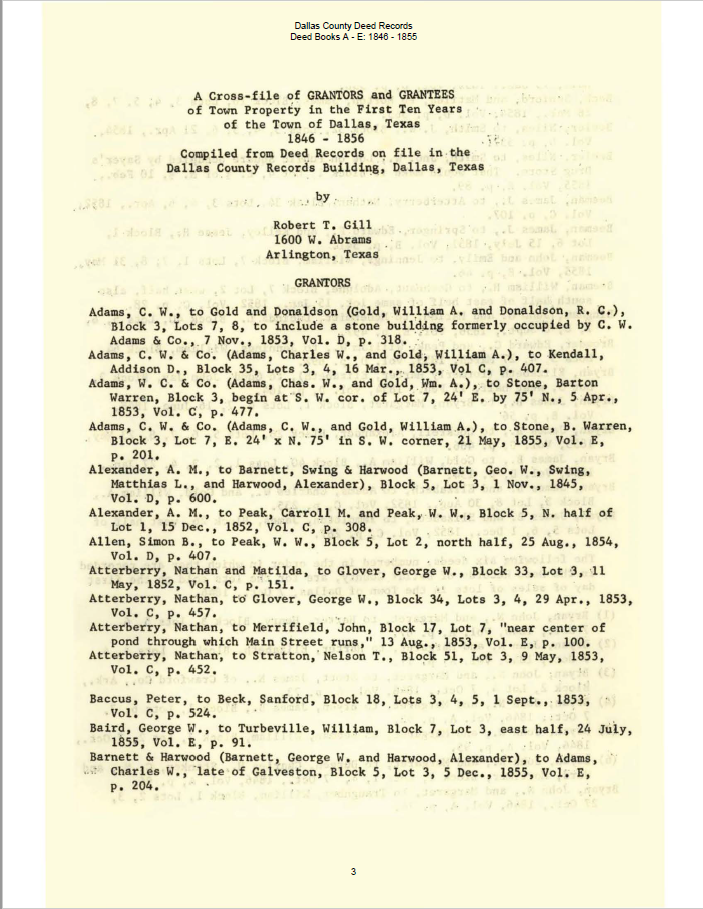 Dallas County Deed Records
Deed Books A - E: 1846 - 1855
A Cross-file of GRANTORS and GRANTEES
of Town Property in the First Ten Years
of the Town of Dallas, Texas
1846 - 1856
Compiled from Deed Records on file in the
Dallas County Records Building, Dallas, Texas
by
Robert T. Gill
1600 W. Abrams
Arlington, Texas
GRANTORS
Adams, C. W., to Gold and Donaldson (Gold, William A. and Donaldson, R. C.),
Block 3, Lots 7, 8, to include a stone building formerly occupied by C. W.
Adams & Co., 7 Nov., 1853, Vol. D, p. 318.
Adams, C. W. & Co. (Adams, Charles W., and Gold, William A.), to Kendall,
Addison D., Block 35, Lots 3, 4, 16 Mar., 1853, Vol C, p. 407.
Adams, W. C. & Co. (Adams, Chas. W., and Gold, Wm. A.), to Stone, Barton
Warren, Block 3, begin at S. W. cor. of Lot 7, 24' E. by 75' N., 5 Apr.,
1853, Vol. C, p. 477.
Adams, C. W. & Co. (Adams, C. W., and Gold, William A.), to Stone, B. Warren,
Block 3, Lot 7, E. 24' x N. 75' in S. W. corner, 21 May, 1855, Vol. E,
p. 201.
Alexander, A. M., to Barnett, Swing & Harwood (Barnett, Geo. W., Swing,
Matthias L., and Harwood, Alexander), Block 5, Lot 3, 1 Nov., 1845,
Vol. D, p. 600.
Alexander, A. M., to Peak, Carroll M. and Peak, W. W., Block 5, N. half of
Lot 1, 15 Dec., 1852, Vol. C, p. 308.
Allen, Simon B., to Peak, W. W., Block 5, Lot 2, north half, 25 Aug., 1854,
Vol. D, p. 407.
Atterberry, Nathan and Matilda, to Glover, George W., Block 33, Lot 3, 11
May, 1852, Vol. C, p. 151.
Atterberry, Nathan, to Glover, George W., Block 34, Lots 3, 4, 29 Apr., 1853,
Vol. C, p. 457.
Atterberry, Nathan, to Merrifield, John, Block 17, Lot 7, "near center of
pond through which Main Street runs," 13 Aug., 1853, Vol. E, p. 100.
Atterberry, Nathan, to Stratton, Nelson T., Block 51, Lot 3, 9 May, 1853,
Vol. C, p. 452.
Baccus, Peter, to Beck, Sanford, Block 18, Lots 3, 4, 5, 1 Sept., 1853,
Vol. C, p. 524.
Baird, George W., to Turbeville, William, Block 7, Lot 3, east half, 24 July,
1855, Vol. E, p. 91.
Barnett & Harwood (Barnett, George W. and Harwood, Alexander), to Adams,
Charles W., late of Galveston, Block 5, Lot 3, 5 Dec., 1855, Vol. E,
p. 204.
3